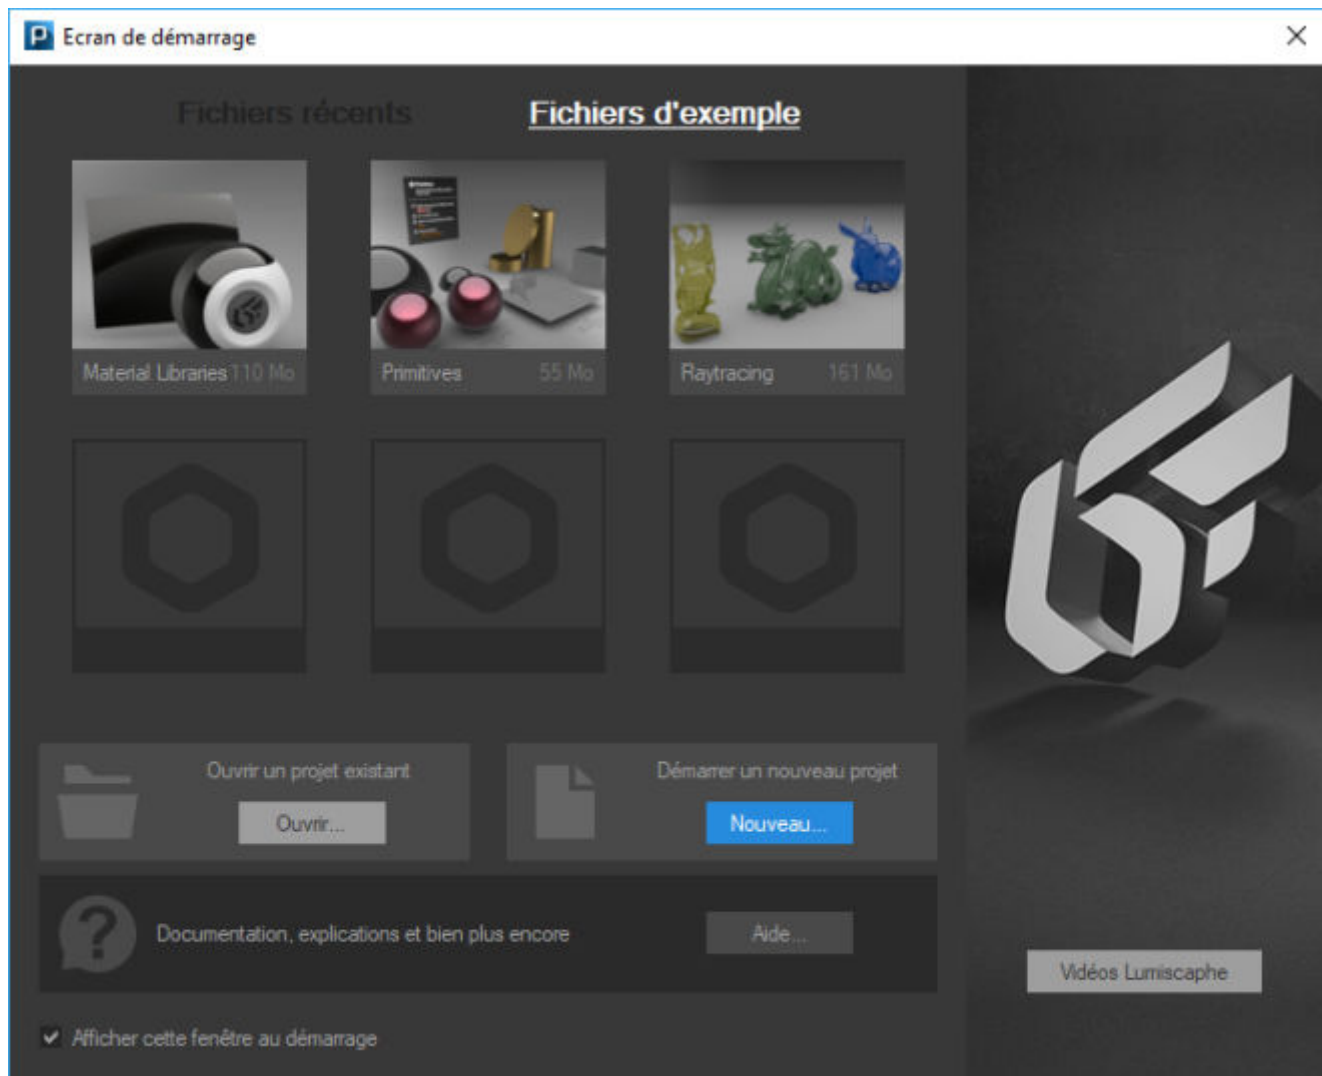 Ecran de démarrage
Fichiers récents
Fichiers d'exemple
Material Libraries 110 Mo
Primitives 55 Mo
Raytracing 161 Mo
Ouvrir un projet existant
Ouvrir...
Démarrer un nouveau projet
Nouveau...
Documentation, explications et bien plus encore
Aide...
Vidéos Lumiscaphe
Afficher cette fenêtre au démarrage